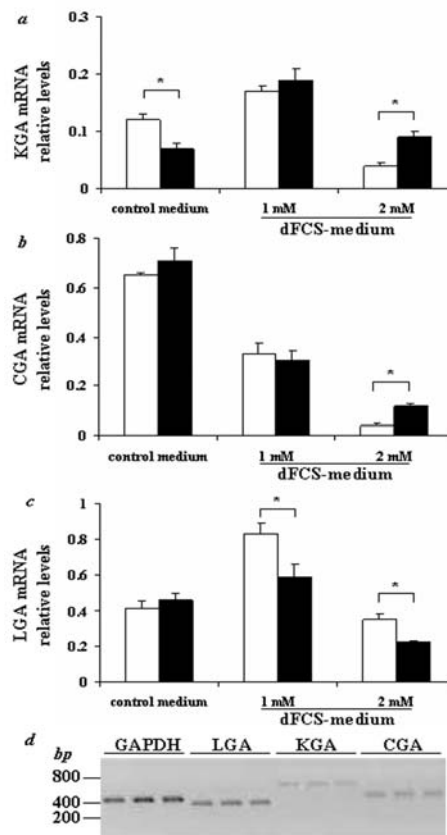 a
KGA mRNA
relative levels
0.3
0.2
0.1
0
*
*
control medium
1 mM
2 mM
dFCS-medium
b
CGA mRNA
relative levels
0.8
0.6
0.4
0.2
0
*
control medium
1 mM
2 mM
dFCS-medium
c
LGA mRNA
relative levels
1
0.8
0.6
0.4
0.2
0
*
*
control medium
1 mM
2 mM
dFCS-medium
d
bp
GAPDH LGA KGA CGA
800
400
200